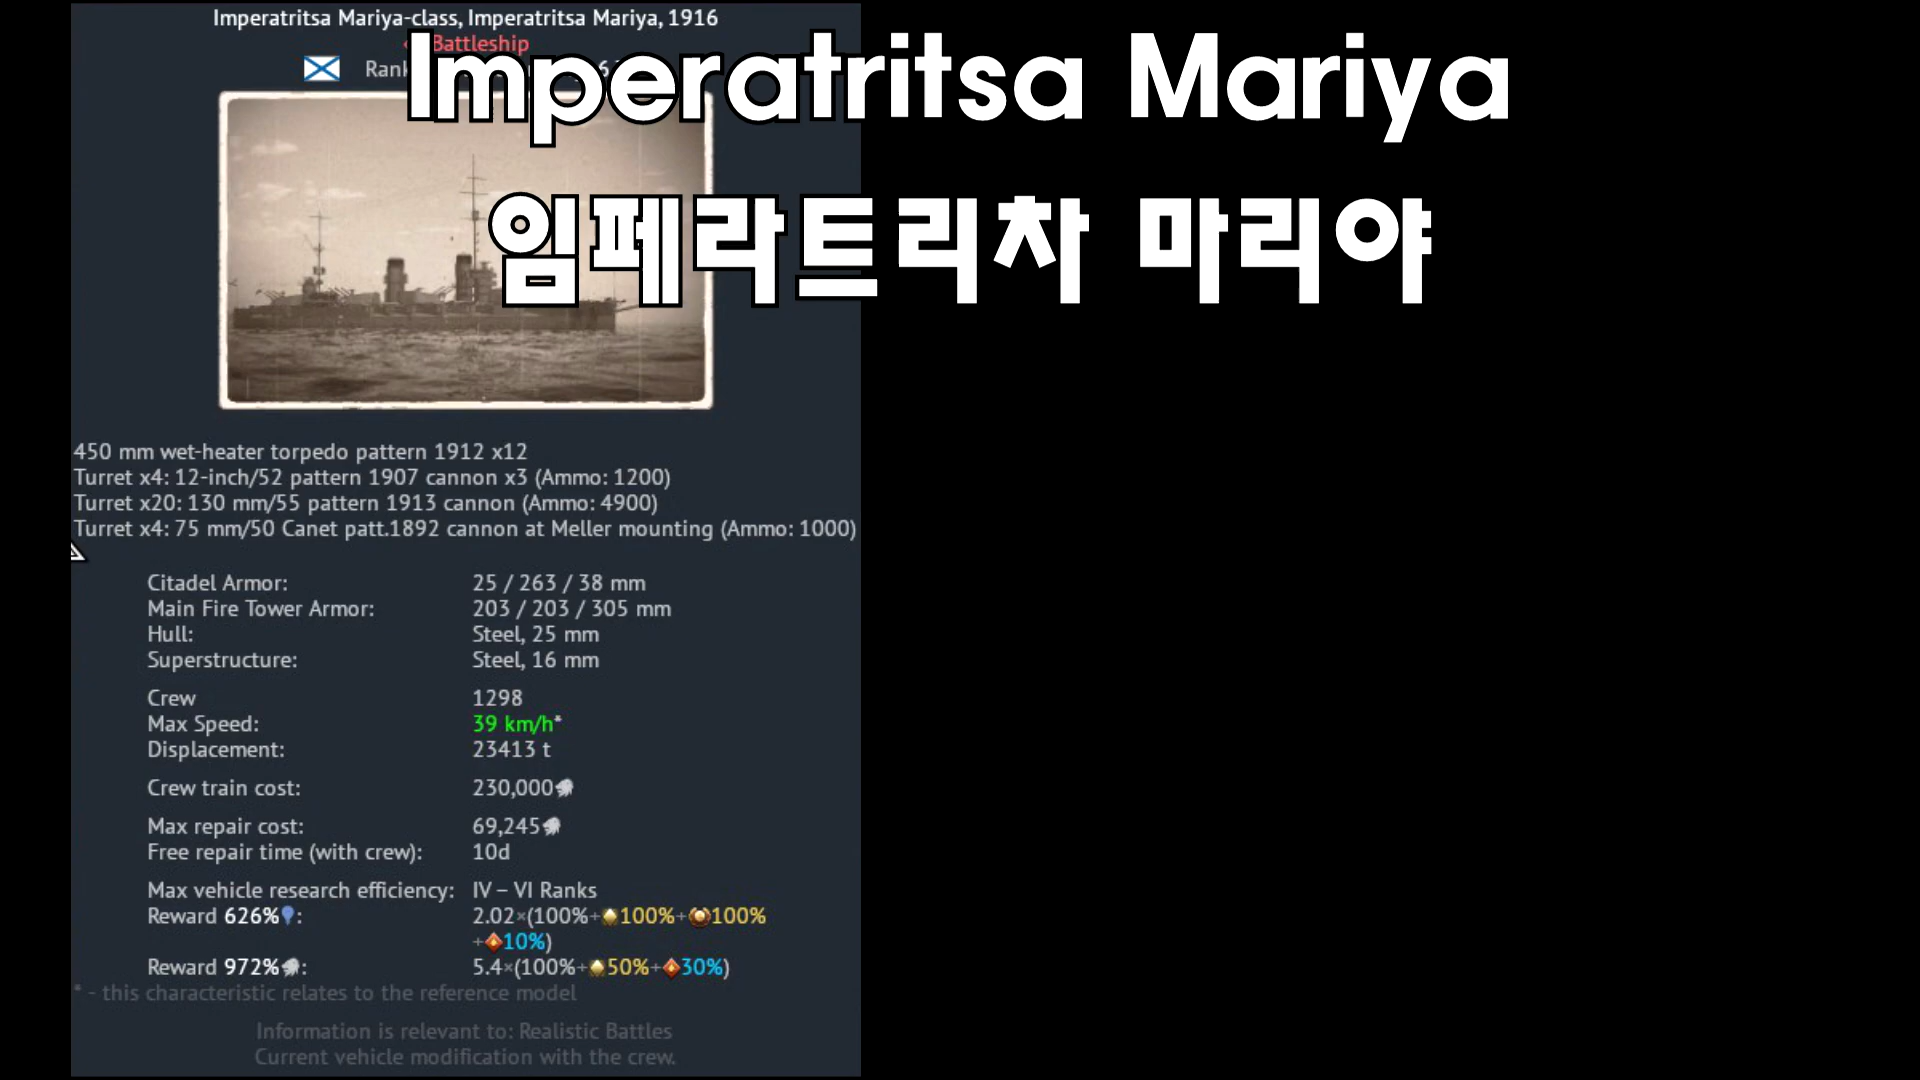 Imperatritsa Mariya-class, Imperatritsa Mariya, 1916
Battleship
Imperatritsa Mariya
임페라트리차 마리야
450 mm wet-heater torpedo pattern 1912 x12
Turret x4: 12-inch/52 pattern 1907 cannon x3 (Ammo: 1200)
Turret x20: 130 mm/55 pattern 1913 cannon (Ammo: 4900)
Turret x4: 75 mm/50 Canet patt.1892 cannon at Meller mounting (Ammo: 1000)
Citadel Armor: 25 / 263 / 38 mm
Main Fire Tower Armor: 203 / 203 / 305 mm
Hull: Steel, 25 mm
Superstructure: Steel, 16 mm
Crew 1298
Max Speed: 39 km/h*
Displacement: 23413 t
Crew train cost: 230,000
Max repair cost: 69,245
Free repair time (with crew): 10d
Max vehicle research efficiency: IV – VI Ranks
Reward 626%: 2.02×(100%+100%+100%
+10%)
Reward 972%: 5.4×(100%+50%+30%)
* - this characteristic relates to the reference model
Information is relevant to: Realistic Battles
Current vehicle modification with the crew.